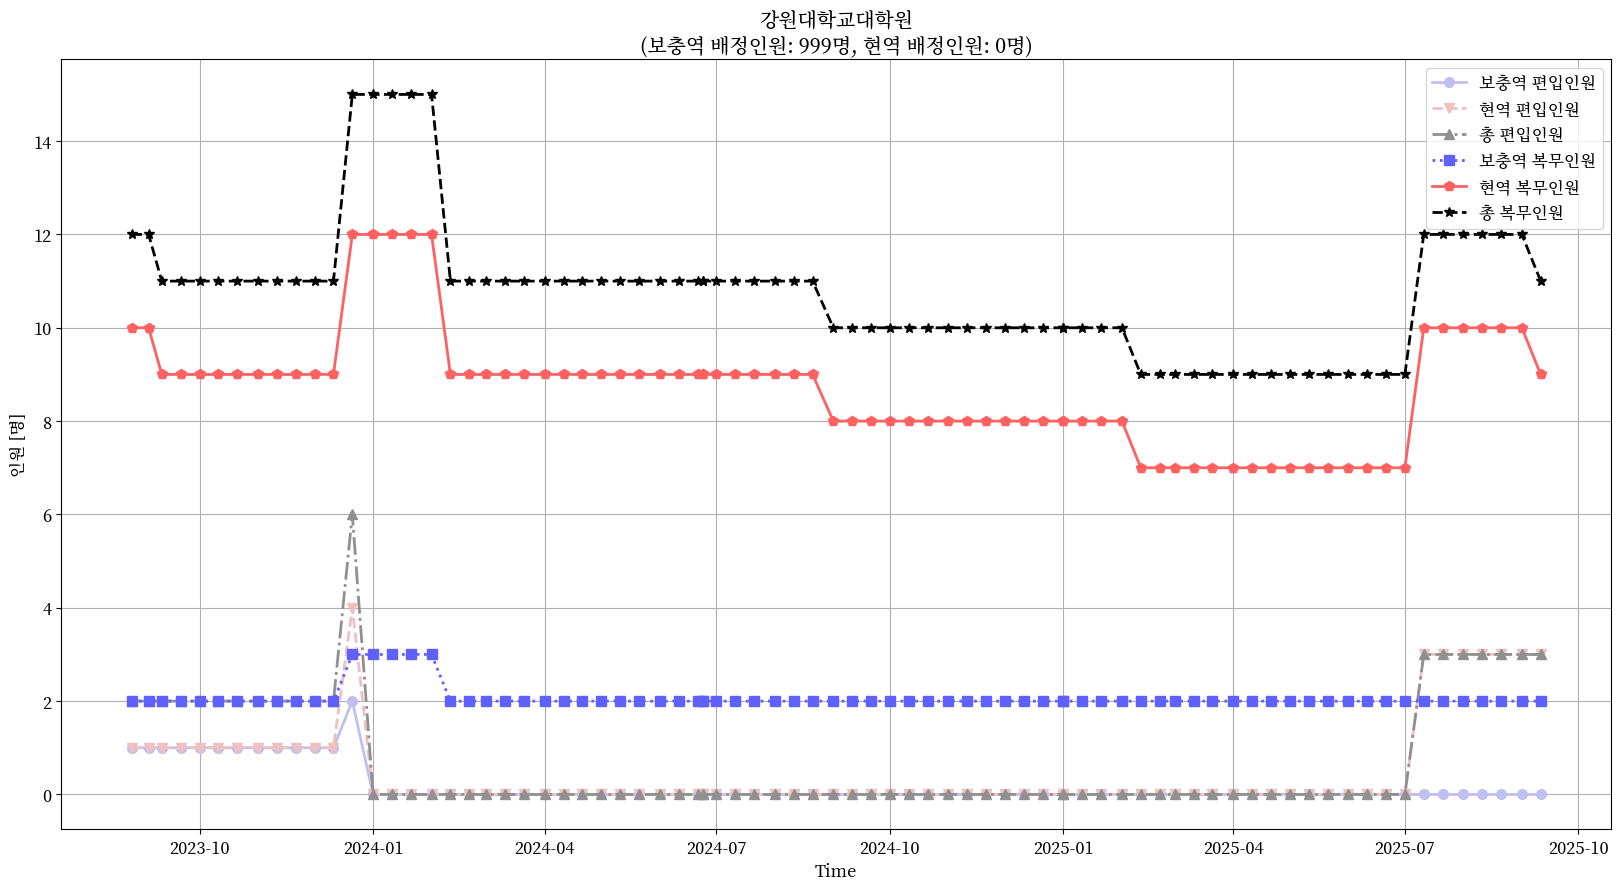 강원대학교대학원
(보충역 배정인원: 999명, 현역 배정인원: 0명)
보충역 편입인원
현역 편입인원
총 편입인원
보충역 복무인원
현역 복무인원
총 복무인원
인원 [명]
14
12
10
8
6
4
2
0
2023-10
2024-01
2024-04
2024-07
2024-10
2025-01
2025-04
2025-07
2025-10
Time